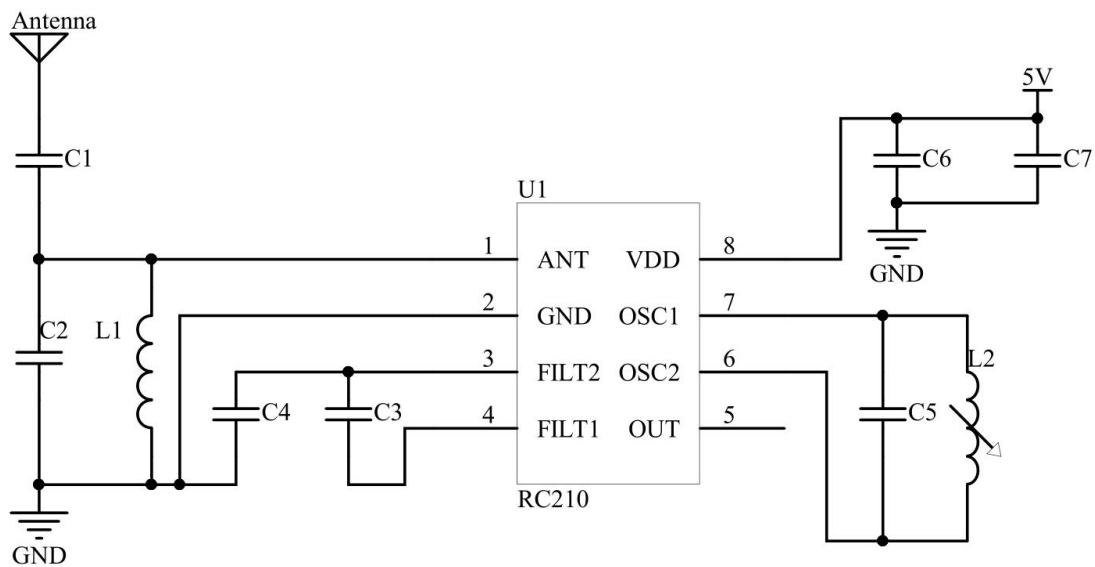 Antenna
5V
C1
C6
C7
U1
1
ANT
VDD
8
GND
2
GND
OSC1
7
C2
L1
3
FILT2
OSC2
6
L2
C4
C3
4
FILT1
OUT
5
C5
RC210
GND